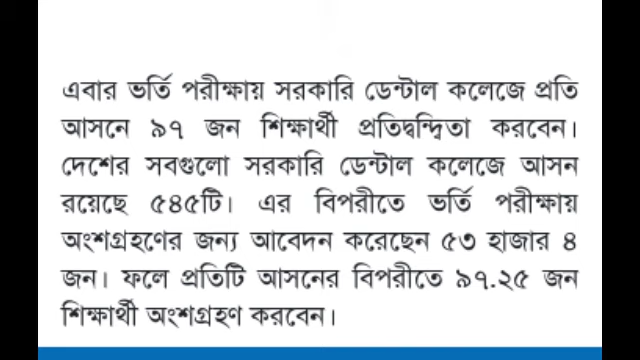 এবার ভর্তি পরীক্ষায় সরকারি ডেন্টাল কলেজে প্রতি
আসনে ৯৭ জন শিক্ষার্থী প্রতিদ্বন্দ্বিতা করবেন।
দেশের সবগুলো সরকারি ডেন্টাল কলেজে আসন
রয়েছে ৫৪৫টি। এর বিপরীতে ভর্তি পরীক্ষায়
অংশগ্রহণের জন্য আবেদন করেছেন ৫৩ হাজার ৪
জন। ফলে প্রতিটি আসনের বিপরীতে ৯৭.২৫ জন
শিক্ষার্থী অংশগ্রহণ করবেন।